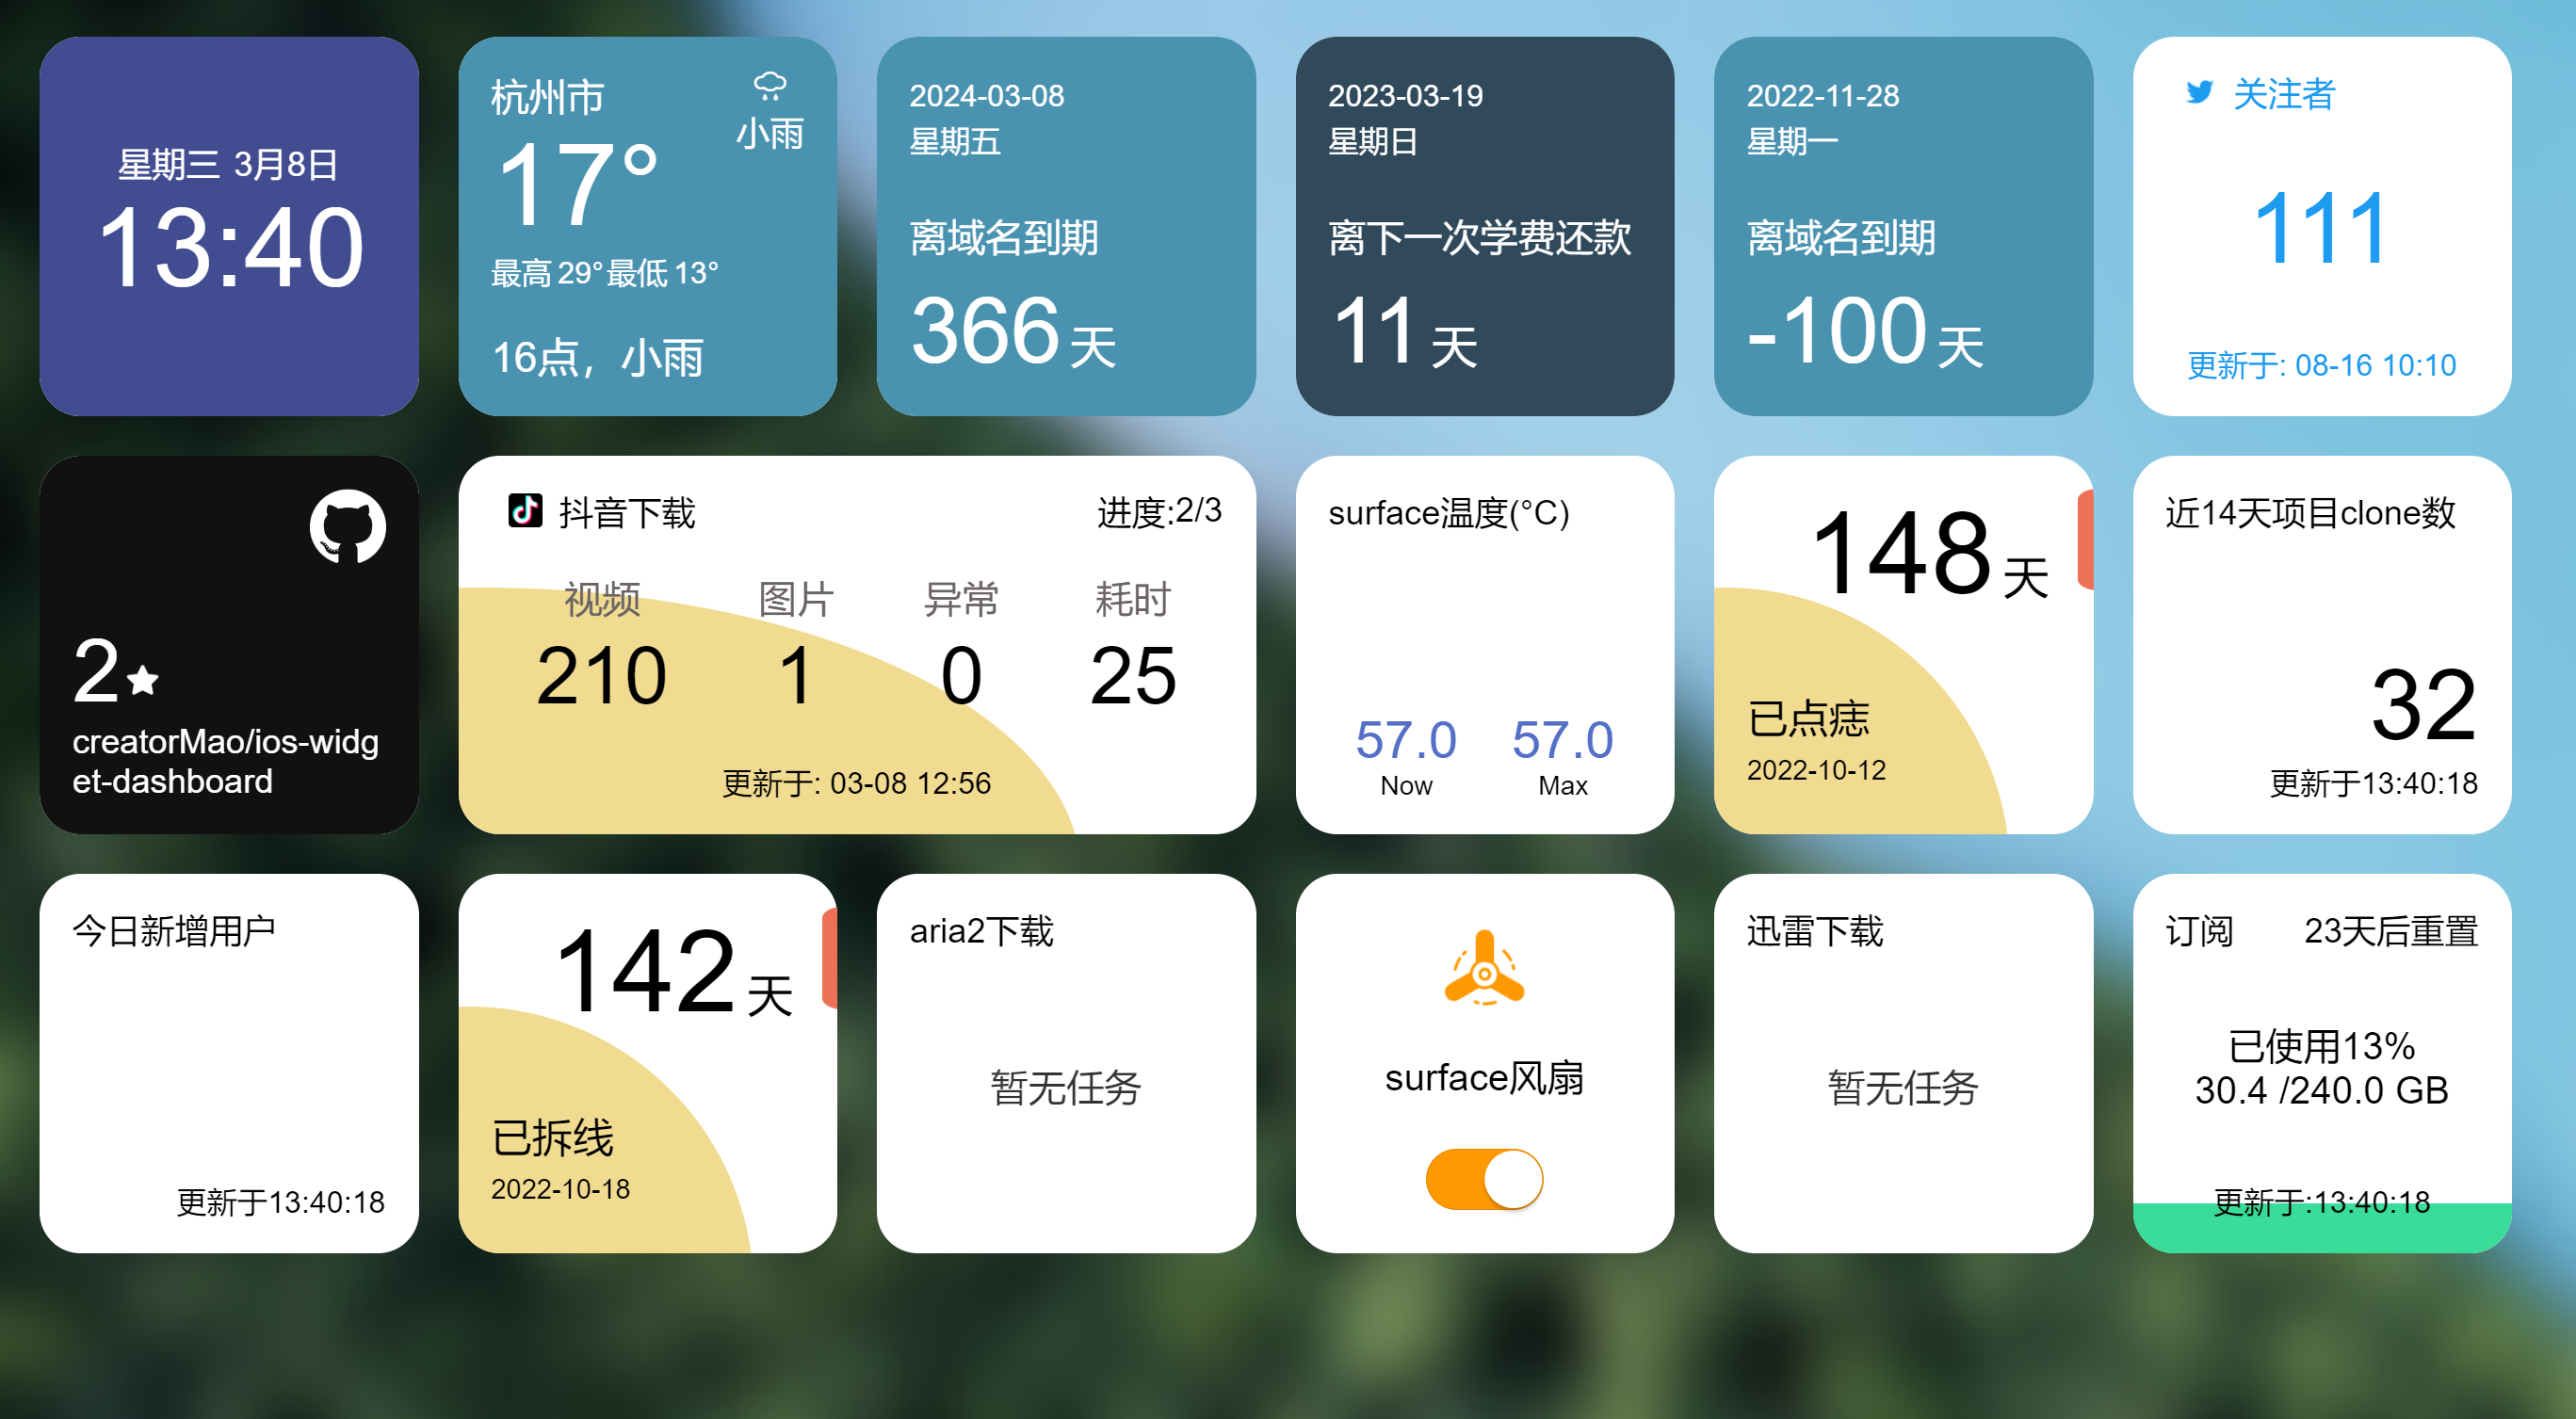 星期三 3月8日
13:40
杭州市
小雨
17°
最高 29° 最低 13°
16点，小雨
2024-03-08
星期五
离域名到期
366 天
2023-03-19
星期日
离下一次学费还款
11 天
2022-11-28
星期一
离域名到期
-100 天
关注者
111
更新于: 08-16 10:10
2
creatorMao/ios-widg
et-dashboard
抖音下载 进度:2/3
视频 图片 异常 耗时
210 1 0 25
更新于: 03-08 12:56
surface温度(°C)
57.0 57.0
Now Max
148 天
已点痣
2022-10-12
近14天项目clone数
32
更新于13:40:18
今日新增用户
更新于13:40:18
142 天
已拆线
2022-10-18
aria2下载
暂无任务
surface风扇
迅雷下载
暂无任务
订阅 23天后重置
已使用13%
30.4 /240.0 GB
更新于:13:40:18